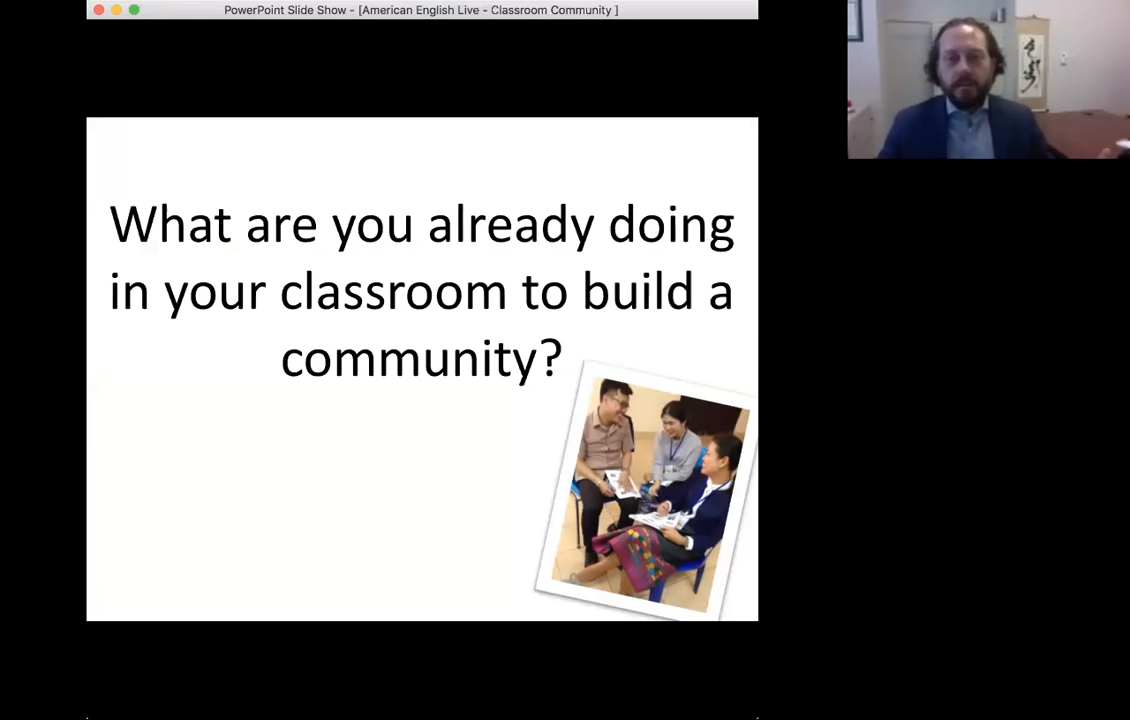 PowerPoint Slide Show - [American English Live - Classroom Community ]
What are you already doing
in your classroom to build a
community?